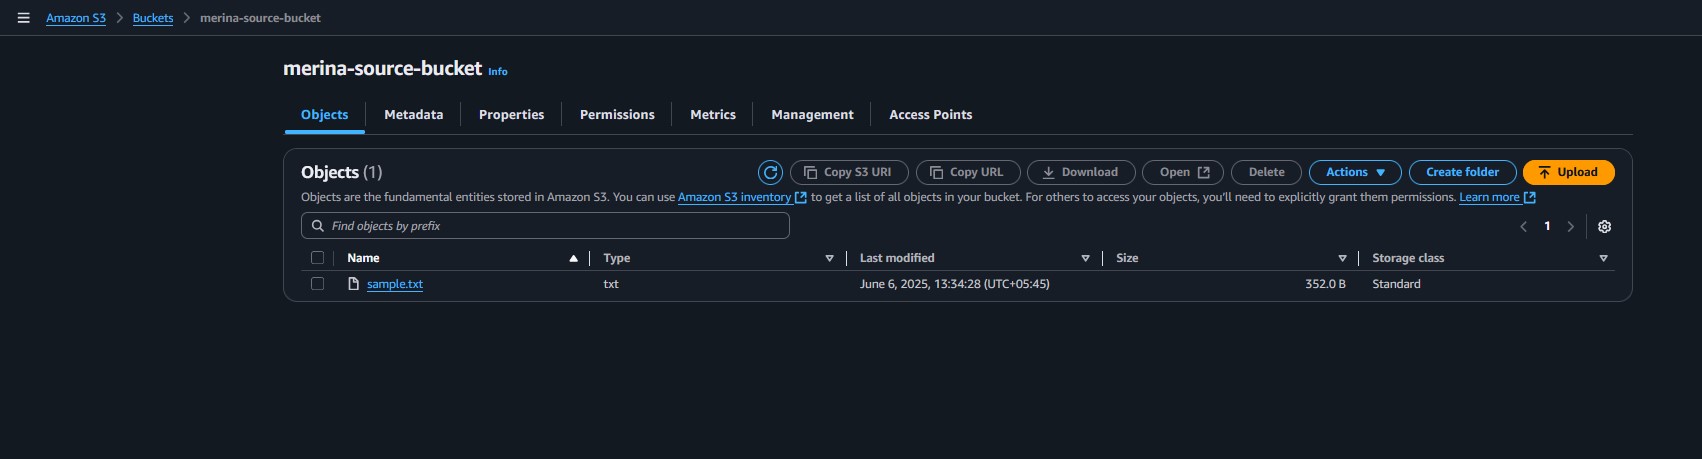 Amazon S3 > Buckets > merina-source-bucket
merina-source-bucket Info
Objects Metadata Properties Permissions Metrics Management Access Points
Objects (1) Copy S3 URI Copy URL Download Open Delete Actions Create folder Upload
Objects are the fundamental entities stored in Amazon S3. You can use Amazon S3 inventory to get a list of all objects in your bucket. For others to access your objects, you'll need to explicitly grant them permissions. Learn more
Find objects by prefix 1
Name Type Last modified Size Storage class
sample.txt txt June 6, 2025, 13:34:28 (UTC+05:45) 352.0 B Standard